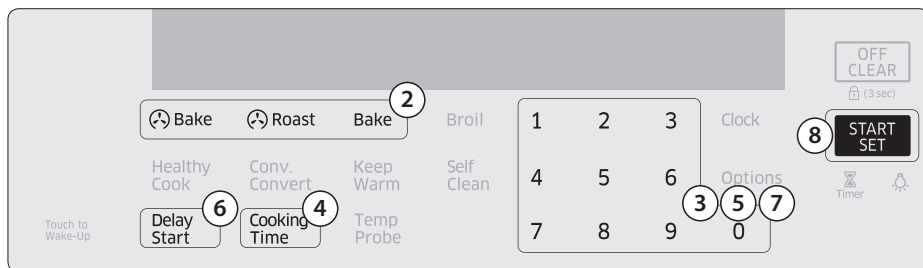 OFF
CLEAR
(3 sec)
2
Bake Roast Bake Broil 1 2 3 Clock
8 START
SET
Healthy
Cook
Conv.
Convert
Keep
Warm
Self
Clean
4 5 6 Options
Timer
6 4 3 5 7
Touch to
Wake-Up
Delay
Start
Cooking
Time
Temp
Probe
7 8 9 0